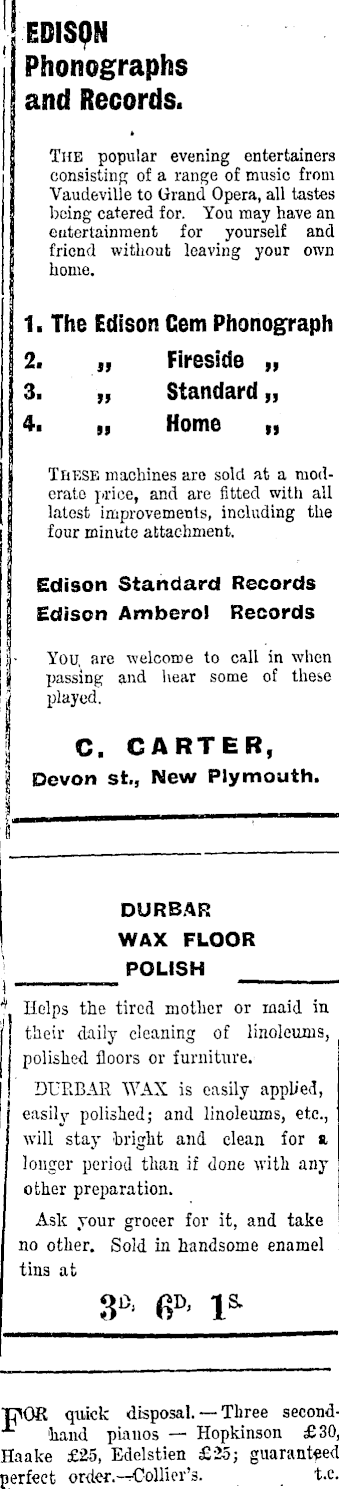 EDISON
Phonographs
and Records.
THE popular evening entertainers
consisting of a range of music from
Vaudeville to Grand Opera, all tastes
being catered for. You may have an
entertainment for yourself and
friend without leaving your own
home.
1. The Edison Gem Phonograph
2. „ Fireside „
3. „ Standard „
4. „ Home „
THESE machines are sold at a mod-
erate price, and are fitted with all
latest improvements, including the
four minute attachment.
Edison Standard Records
Edison Amberol Records
YOU are welcome to call in when
passing and hear some of these
played.
C. CARTER,
Devon st., New Plymouth.
DURBAR
WAX FLOOR
POLISH
Helps the tired mother or maid in
their daily cleaning of linoleums,
polished floors or furniture.
DURBAR WAX is easily applied,
easily polished; and linoleums, etc.,
will stay bright and clean for a
longer period than if done with any
other preparation.
Ask your grocer for it, and take
no other. Sold in handsome enamel
tins at
3D, 6D, 1S.
FOR quick disposal. — Three second-
hand pianos — Hopkinson £30,
Haake £25, Edelstien £25; guaranteed
perfect order.—Collier's. t.c.